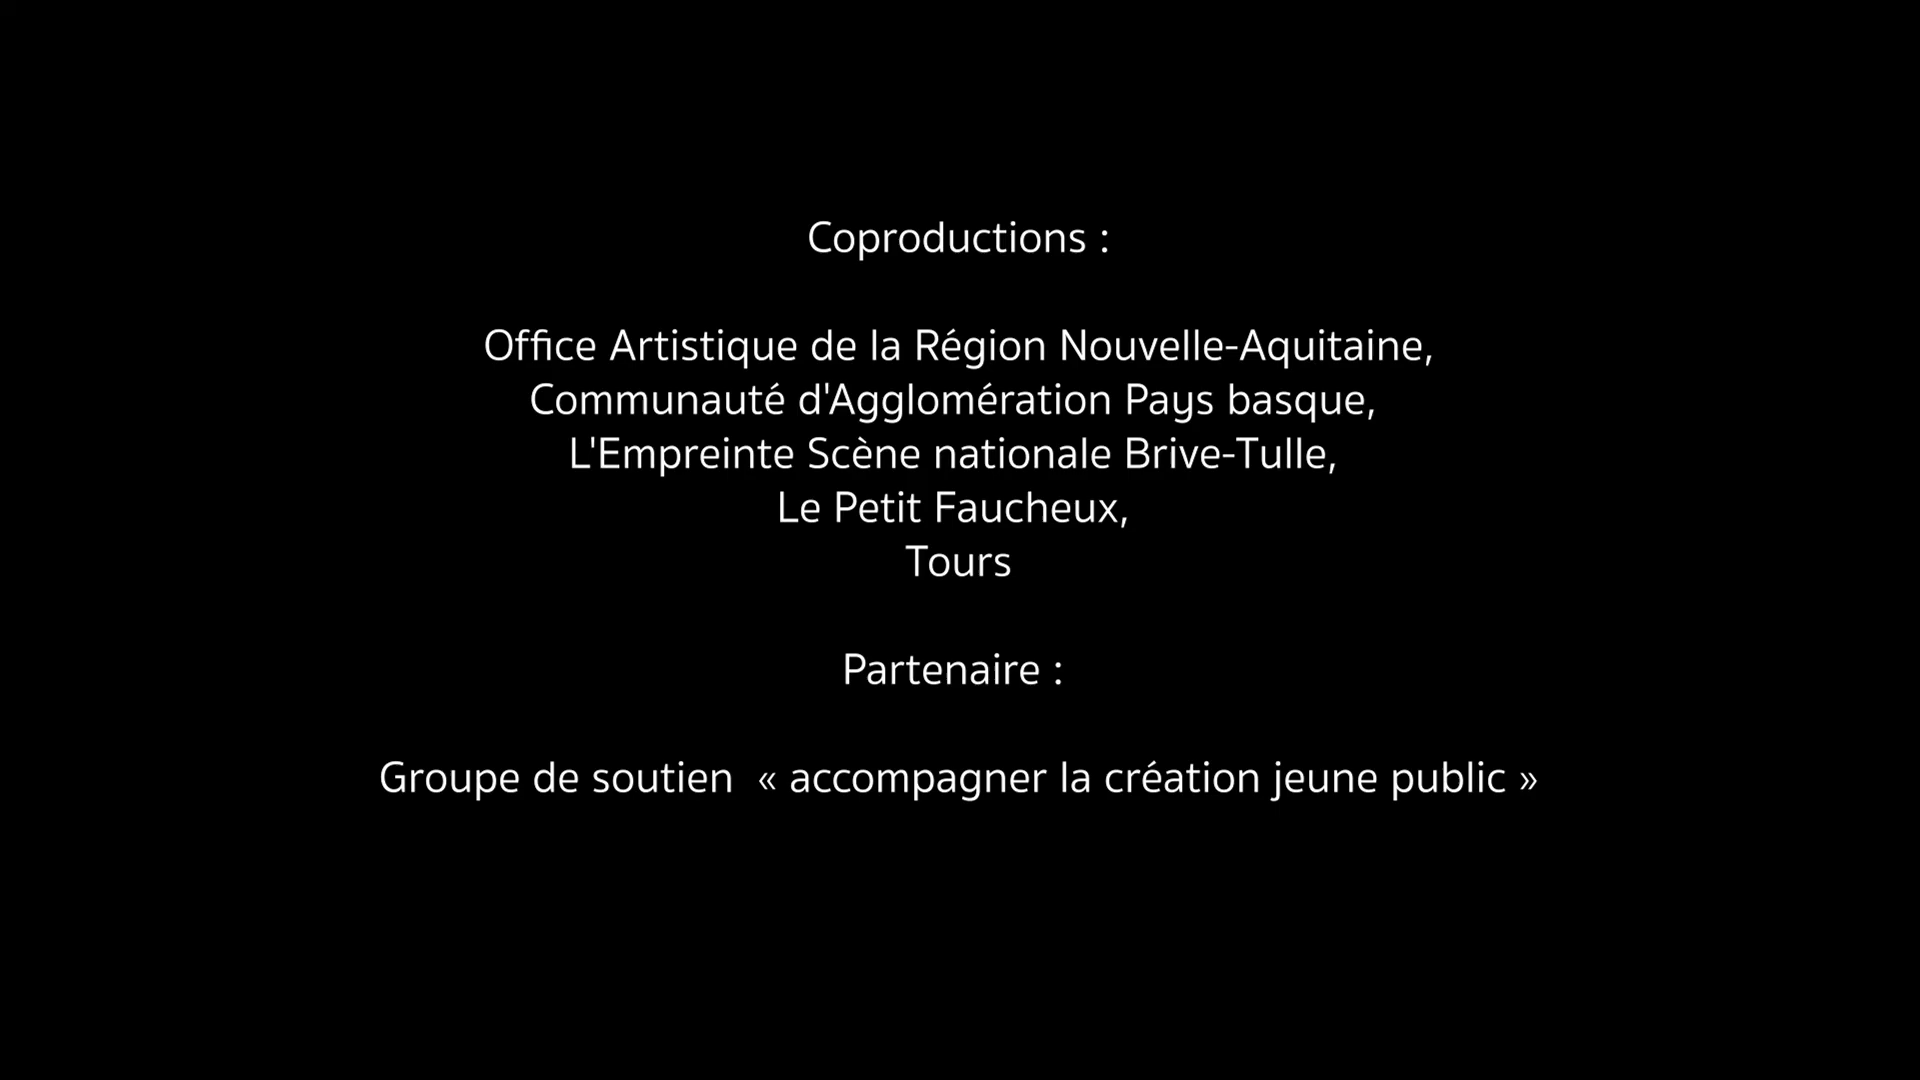 Coproductions :
Office Artistique de la Région Nouvelle-Aquitaine,
Communauté d'Agglomération Pays basque,
L'Empreinte Scène nationale Brive-Tulle,
Le Petit Faucheux,
Tours
Partenaire :
Groupe de soutien  « accompagner la création jeune public »